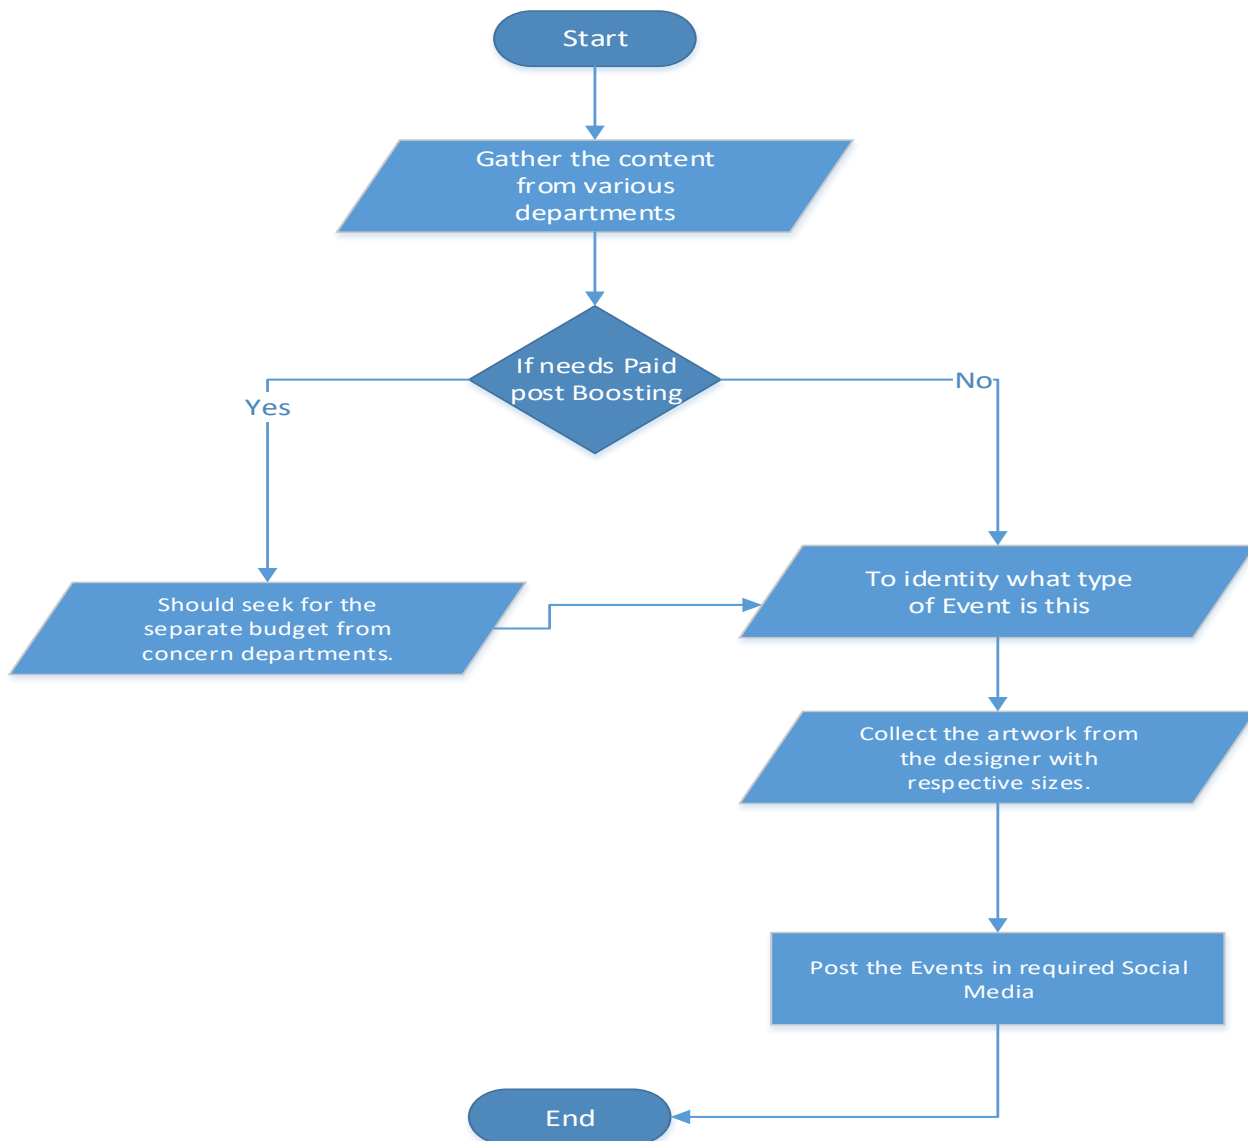 Start
Gather the content
from various
departments
If needs Paid
post Boosting
Yes
No
Should seek for the
separate budget from
concern departments.
To identity what type
of Event is this
Collect the artwork from
the designer with
respective sizes.
Post the Events in required Social
Media
End